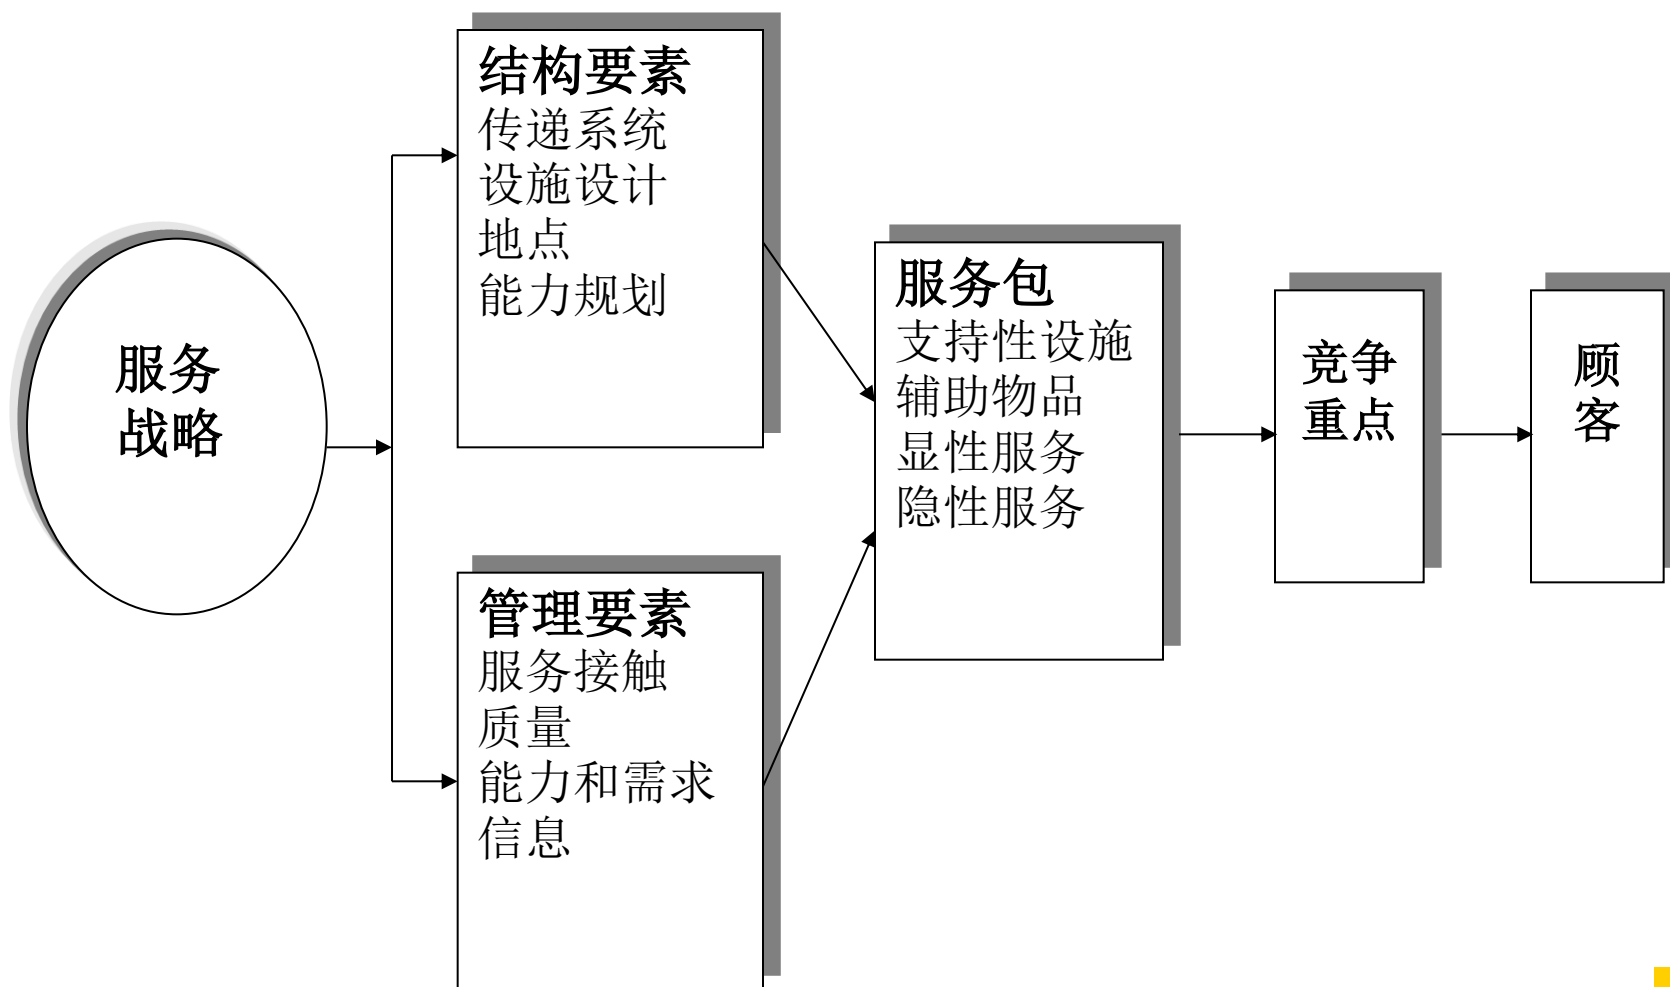 服务
战略
结构要素
传递系统
设施设计
地点
能力规划
管理要素
服务接触
质量
能力和需求
信息
服务包
支持性设施
辅助物品
显性服务
隐性服务
竞争
重点
顾
客